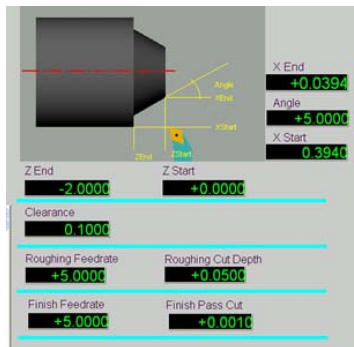 Angle
XEnd
XStart
ZEnd
ZStart
X End
+0.0394
Angle
+5.0000
X Start
0.3940
Z End
Z Start
-2.0000
+0.0000
Clearance
0.1000
Roughing Feedrate
Roughing Cut Depth
+5.0000
+0.0500
Finish Feedrate
Finish Pass Cut
+5.0000
+0.0010